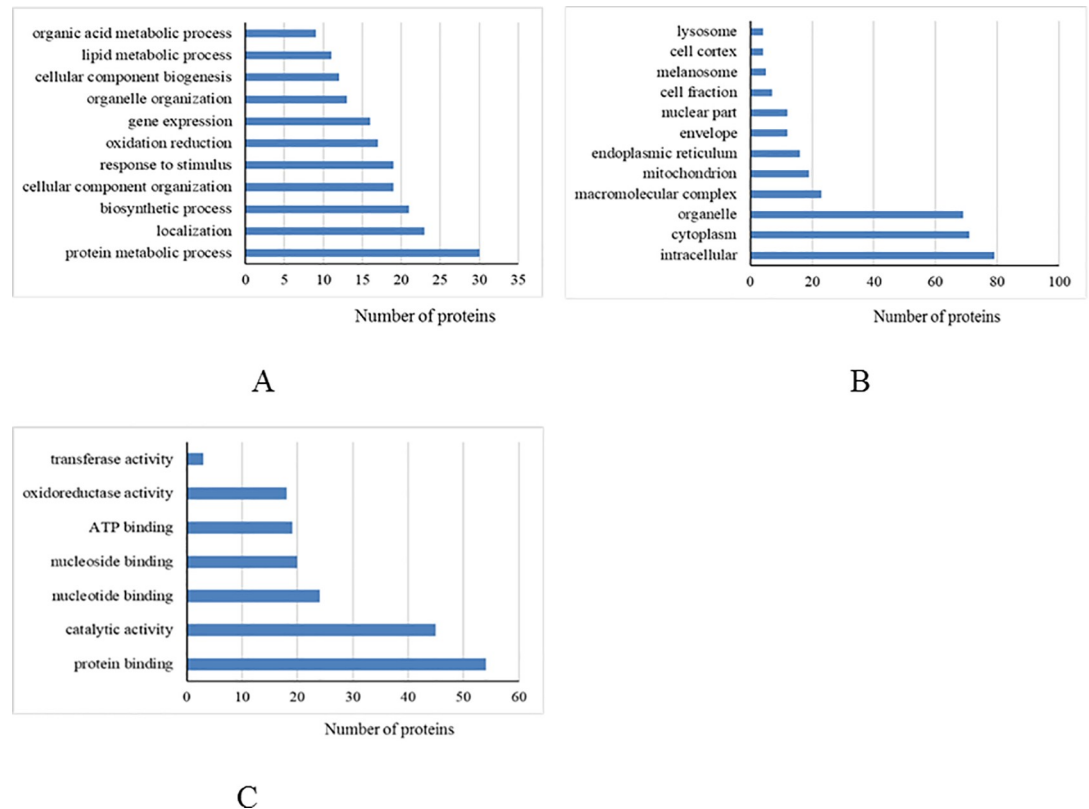 organic acid metabolic process
lipid metabolic process
cellular component biogenesis
organelle organization
gene expression
oxidation reduction
response to stimulus
cellular component organization
biosynthetic process
localization
protein metabolic process
0 5 10 15 20 25 30 35
Number of proteins
A
lysosome
cell cortex
melanosome
cell fraction
nuclear part
envelope
endoplasmic reticulum
mitochondrion
macromolecular complex
organelle
cytoplasm
intracellular
0 20 40 60 80 100
Number of proteins
B
transferase activity
oxidoreductase activity
ATP binding
nucleoside binding
nucleotide binding
catalytic activity
protein binding
0 10 20 30 40 50 60
Number of proteins
C